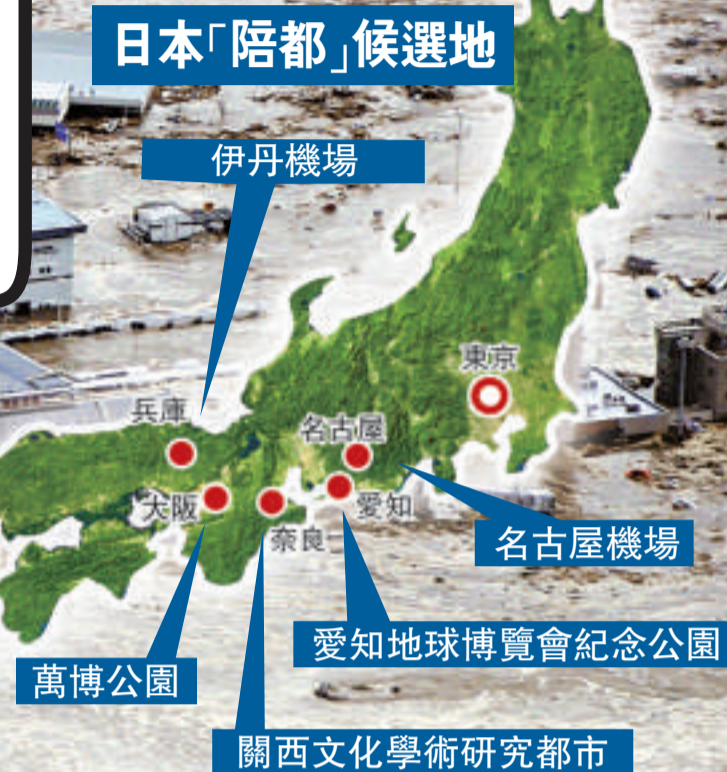 日本「陪都」候選地
伊丹機場
東京
兵庫
名古屋
大阪
愛知
奈良
名古屋機場
愛知地球博覽會紀念公園
萬博公園
關西文化學術研究都市